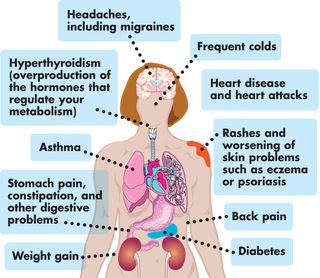 Headaches,
including migraines
Frequent colds
Hyperthyroidism
(overproduction of
the hormones that
regulate your
metabolism)
Heart disease
and heart attacks
Asthma
Rashes and
worsening of
skin problems
such as eczema
or psoriasis
Stomach pain,
constipation, and
other digestive
problems
Back pain
Weight gain
Diabetes